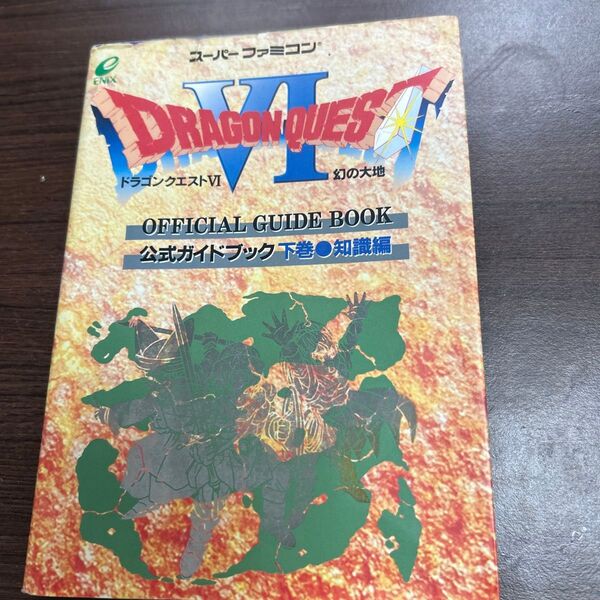 スーパーファミコン®
ENIX
DRAGON QUEST
VI
ドラゴンクエストVI 幻の大地
OFFICIAL GUIDE BOOK
公式ガイドブック 下巻●知識編